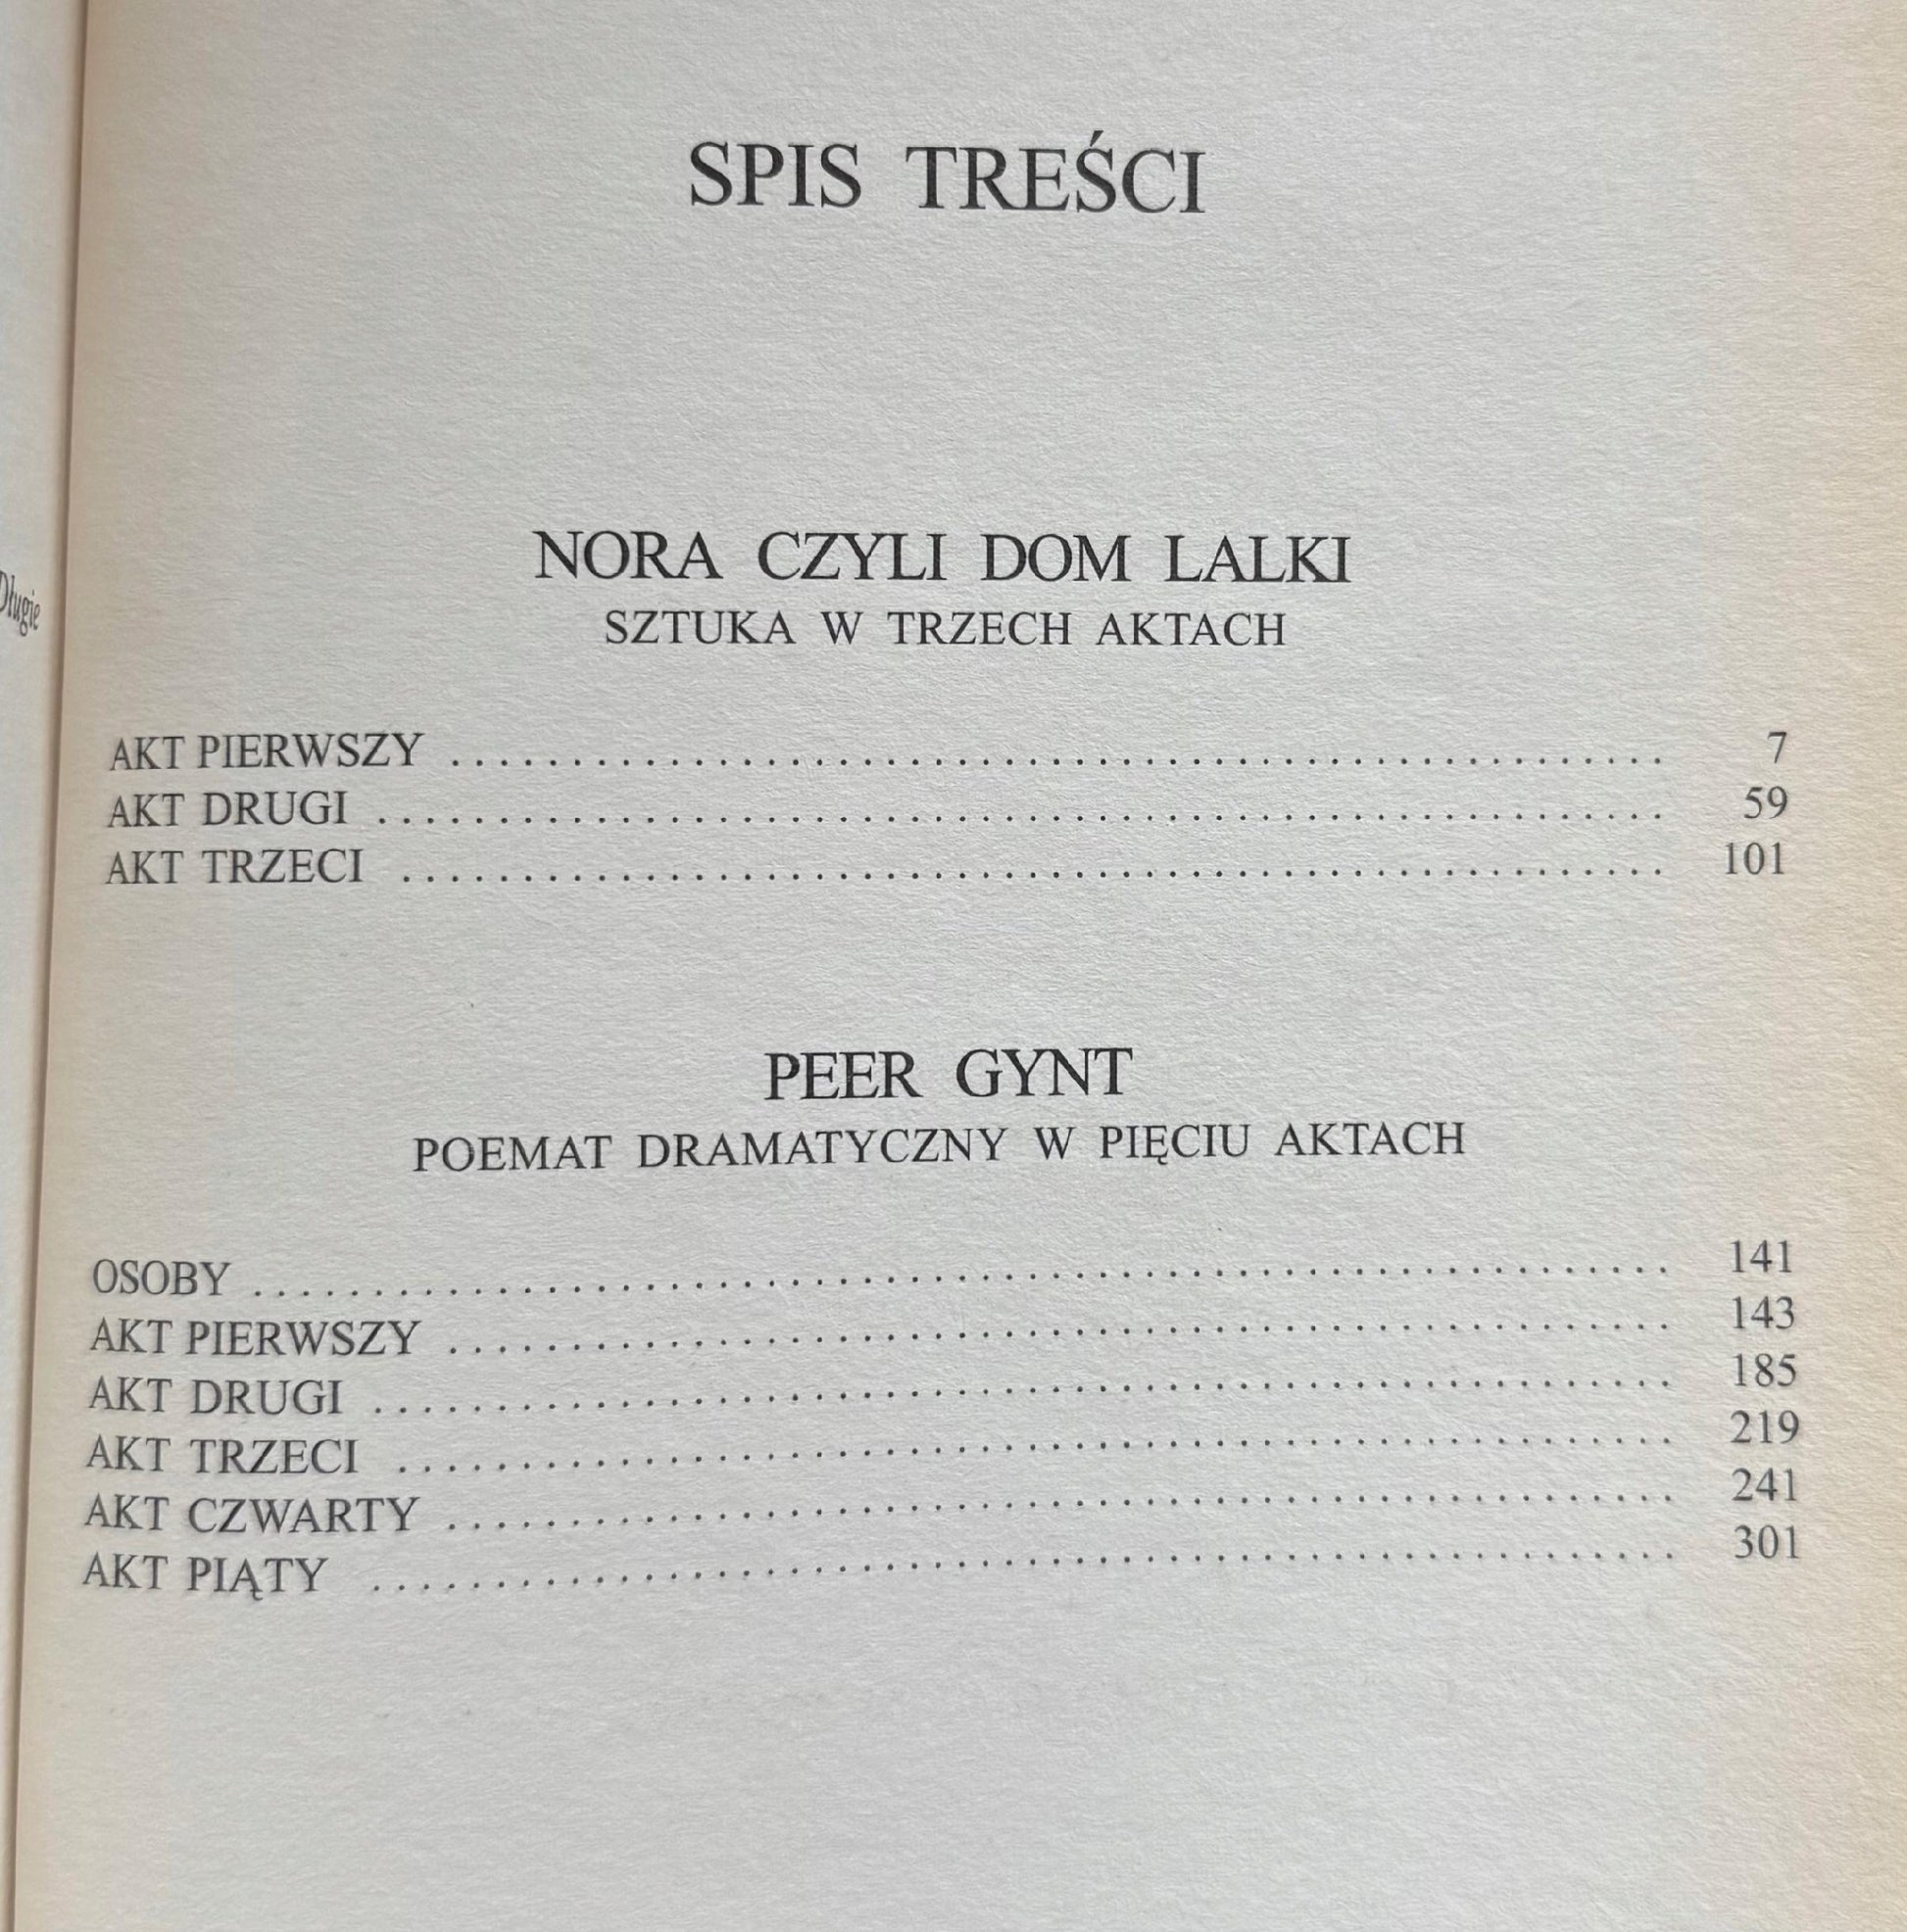 SPIS TREŚCI
NORA CZYLI DOM LALKI
SZTUKA W TRZECH AKTACH
AKT PIERWSZY . . . . . . . . . . . . . . . . . . . . . . . . . . . . . . . . . . . . . . . . . . . . . . . . . . 7
AKT DRUGI . . . . . . . . . . . . . . . . . . . . . . . . . . . . . . . . . . . . . . . . . . . . . . . . . . . . . 59
AKT TRZECI . . . . . . . . . . . . . . . . . . . . . . . . . . . . . . . . . . . . . . . . . . . . . . . . . . . . 101
PEER GYNT
POEMAT DRAMATYCZNY W PIĘCIU AKTACH
OSOBY . . . . . . . . . . . . . . . . . . . . . . . . . . . . . . . . . . . . . . . . . . . . . . . . . . . . . . . . . . 141
AKT PIERWSZY . . . . . . . . . . . . . . . . . . . . . . . . . . . . . . . . . . . . . . . . . . . . . . . . . . 143
AKT DRUGI . . . . . . . . . . . . . . . . . . . . . . . . . . . . . . . . . . . . . . . . . . . . . . . . . . . . . 185
AKT TRZECI . . . . . . . . . . . . . . . . . . . . . . . . . . . . . . . . . . . . . . . . . . . . . . . . . . . . 219
AKT CZWARTY . . . . . . . . . . . . . . . . . . . . . . . . . . . . . . . . . . . . . . . . . . . . . . . . . . 241
AKT PIĄTY . . . . . . . . . . . . . . . . . . . . . . . . . . . . . . . . . . . . . . . . . . . . . . . . . . . . . 301
Długie